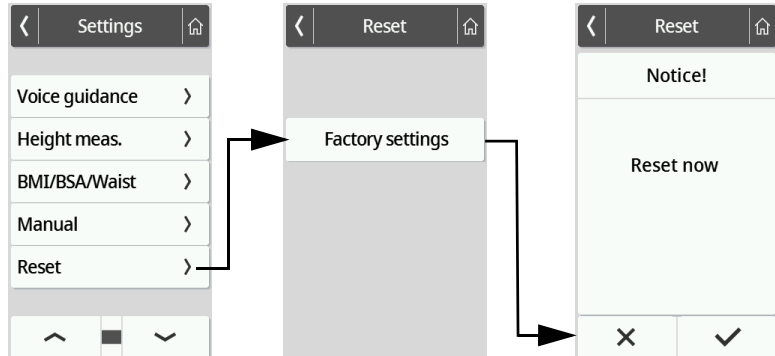 Settings
Voice guidance
Height meas.
BMI/BSA/Waist
Manual
Reset
Reset
Factory settings
Reset
Notice!
Reset now